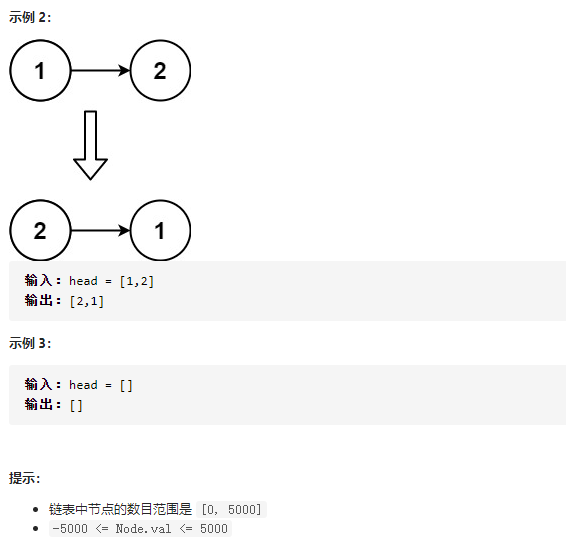 示例 2：
1 2
2 1
输入：head = [1,2]
输出：[2,1]
示例 3：
输入：head = []
输出：[]
提示：
链表中节点的数目范围是 [0, 5000]
-5000 <= Node.val <= 5000